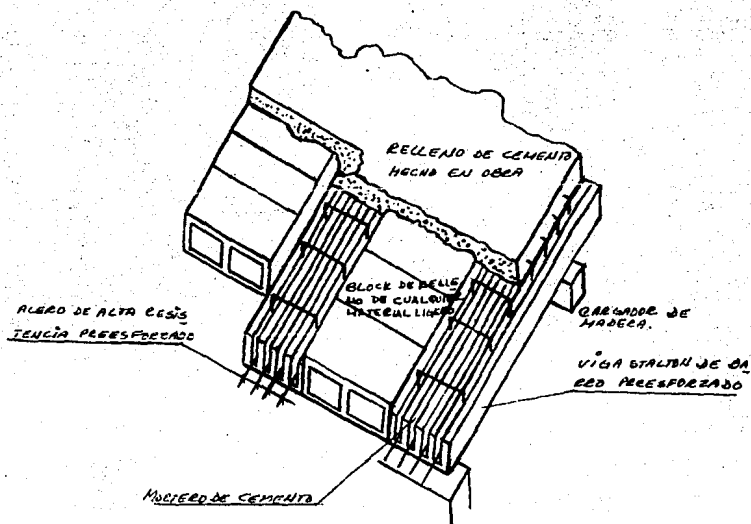 RELLENO DE CEMENTO
HECHO EN OBRA
BLOCK DE RELLE
NO DE CUALQUIER
MATERIAL LIGERO
ACERO DE ALTA RESIS
TENCIA PREESFORZADO
CARGADOR DE
MADERA.
VIGA STALTON DE BA
RRO PREESFORZADO
MORTERO DE CEMENTO